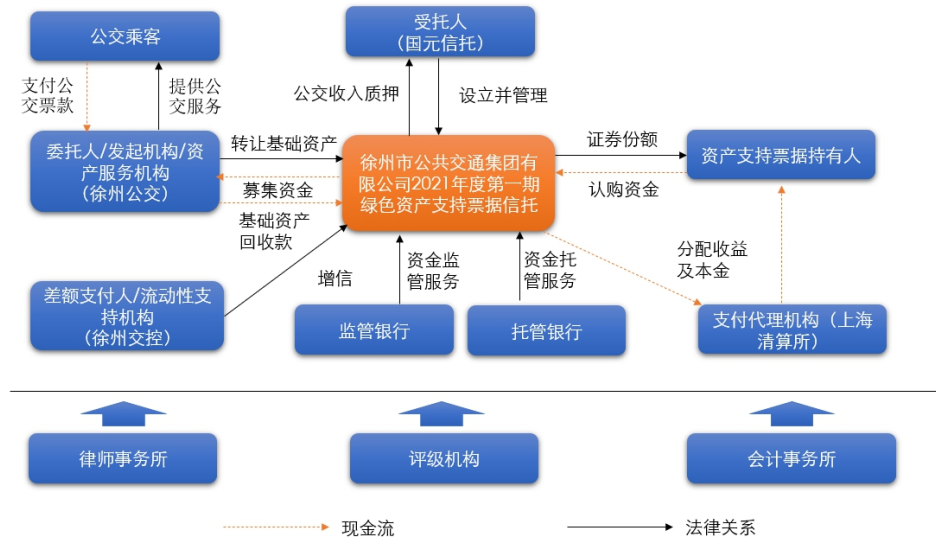 公交乘客
受托人
（国元信托）
支付公
交票款
提供公
交服务
公交收入质押
设立并管理
委托人/发起机构/资
产服务机构
（徐州公交）
转让基础资产
募集资金
基础资产
回收款
徐州市公共交通集团有
限公司2021年度第一期
绿色资产支持票据信托
证券份额
认购资金
资产支持票据持有人
差额支付人/流动性支
持机构
（徐州交控）
增信
资金监
管服务
资金托
管服务
分配收益
及本金
监管银行
托管银行
支付代理机构（上海
清算所）
律师事务所
评级机构
会计事务所
现金流
法律关系